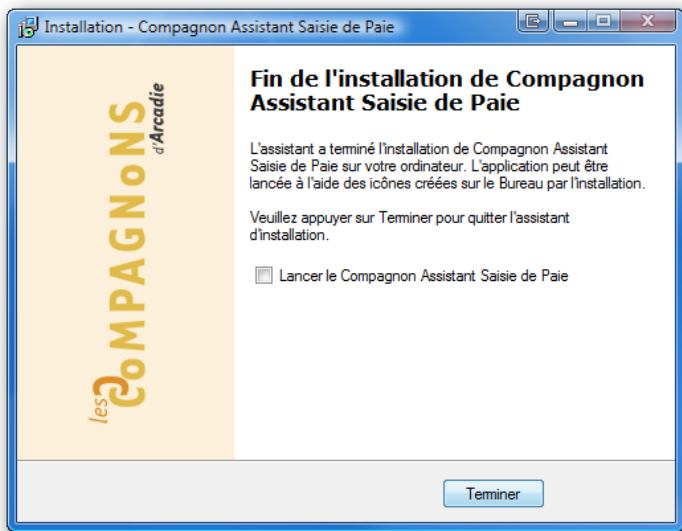 Installation - Compagnon Assistant Saisie de Paie
les COMPAGNoNS
d'Arcadie
Fin de l'installation de Compagnon
Assistant Saisie de Paie
L'assistant a terminé l'installation de Compagnon Assistant
Saisie de Paie sur votre ordinateur. L'application peut être
lancée à l'aide des icônes créées sur le Bureau par l'installation.
Veuillez appuyer sur Terminer pour quitter l'assistant
d'installation.
Lancer le Compagnon Assistant Saisie de Paie
Terminer